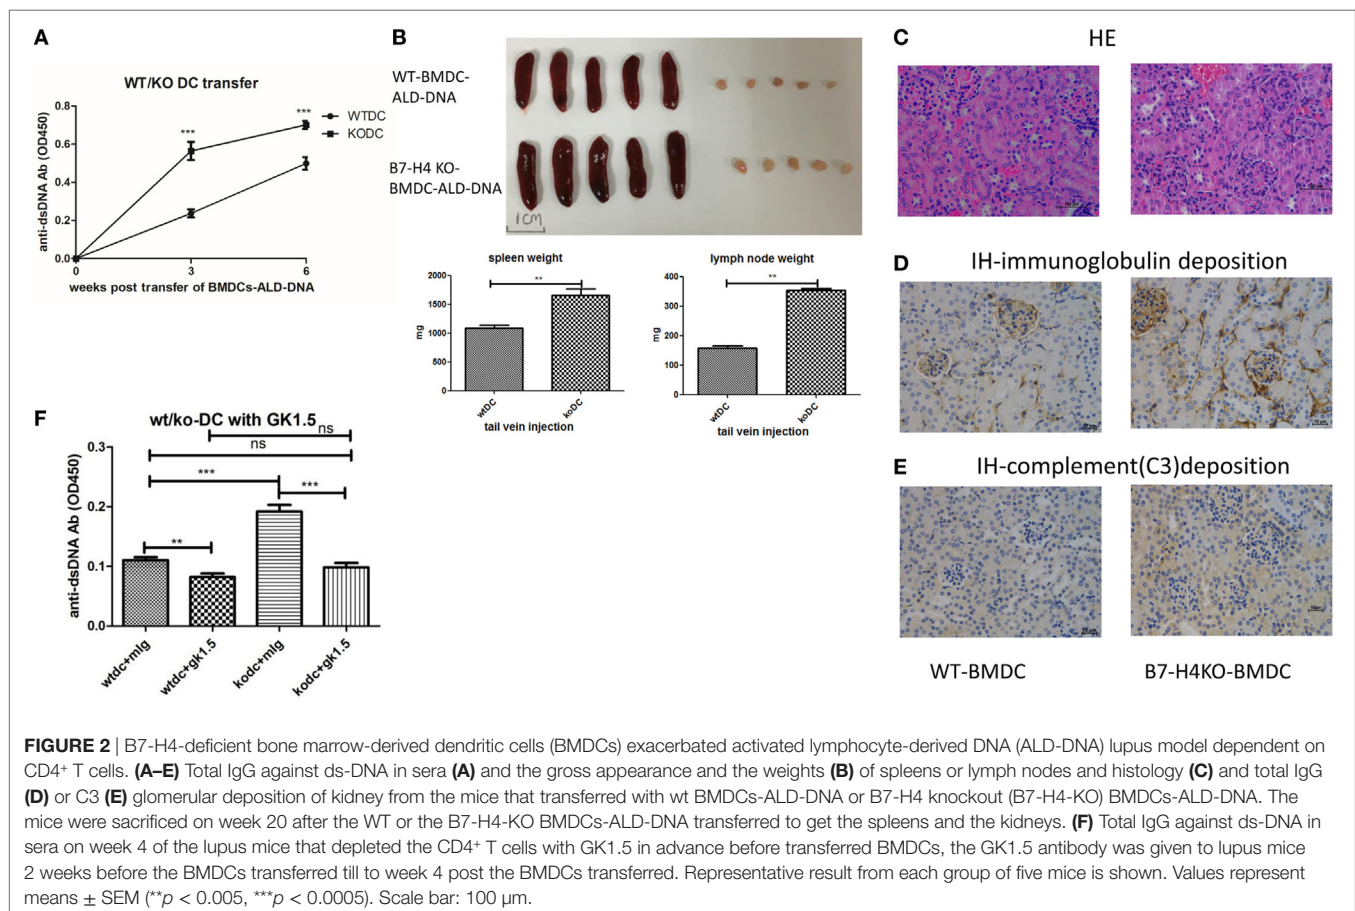 A
WT/KO DC transfer
anti-dsDNA Ab (OD450)
0.8
0.6
0.4
0.2
0.0
***
***
WTDC
KODC
0
3
6
weeks post transfer of BMDCs-ALD-DNA
B
WT-BMDC-
ALD-DNA
B7-H4 KO-
BMDC-ALD-DNA
1CM
spleen weight
mg
2000
1500
1000
500
0
**
wtDC
koDC
tail vein injection
lymph node weight
mg
400
300
200
100
0
**
wtDC
koDC
tail vein injection
C
HE
D
IH-immunoglobulin deposition
E
IH-complement(C3)deposition
WT-BMDC
B7-H4KO-BMDC
F
wt/ko-DC with GK1.5
anti-dsDNA Ab (OD450)
0.3
0.2
0.1
0.0
ns
ns
***
***
**
wtdc+mIg
wtdc+gk1.5
kodc+mIg
kodc+gk1.5
FIGURE 2 | B7-H4-deficient bone marrow-derived dendritic cells (BMDCs) exacerbated activated lymphocyte-derived DNA (ALD-DNA) lupus model dependent on
CD4⁺ T cells. (A–E) Total IgG against ds-DNA in sera (A) and the gross appearance and the weights (B) of spleens or lymph nodes and histology (C) and total IgG
(D) or C3 (E) glomerular deposition of kidney from the mice that transferred with wt BMDCs-ALD-DNA or B7-H4 knockout (B7-H4-KO) BMDCs-ALD-DNA. The
mice were sacrificed on week 20 after the WT or the B7-H4-KO BMDCs-ALD-DNA transferred to get the spleens and the kidneys. (F) Total IgG against ds-DNA in
sera on week 4 of the lupus mice that depleted the CD4⁺ T cells with GK1.5 in advance before transferred BMDCs, the GK1.5 antibody was given to lupus mice
2 weeks before the BMDCs transferred till to week 4 post the BMDCs transferred. Representative result from each group of five mice is shown. Values represent
means ± SEM (**p < 0.005, ***p < 0.0005). Scale bar: 100 µm.